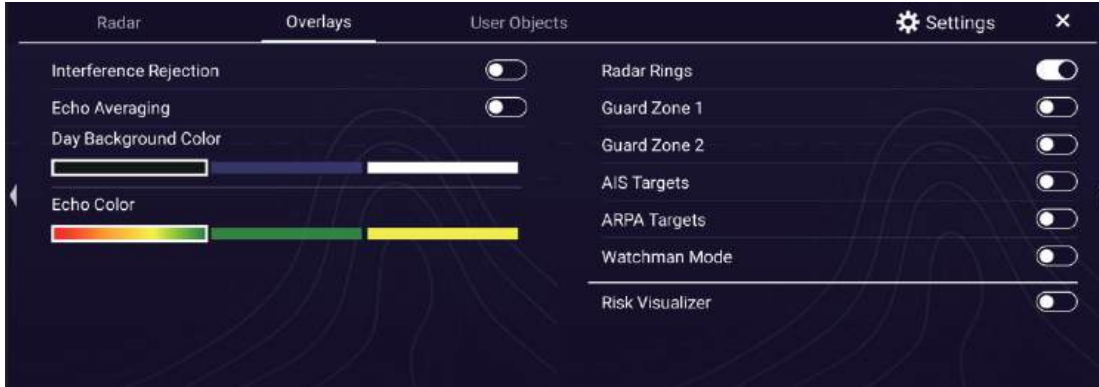 Radar
Overlays
User Objects
Settings
Interference Rejection
Echo Averaging
Day Background Color
Echo Color
Radar Rings
Guard Zone 1
Guard Zone 2
AIS Targets
ARPA Targets
Watchman Mode
Risk Visualizer